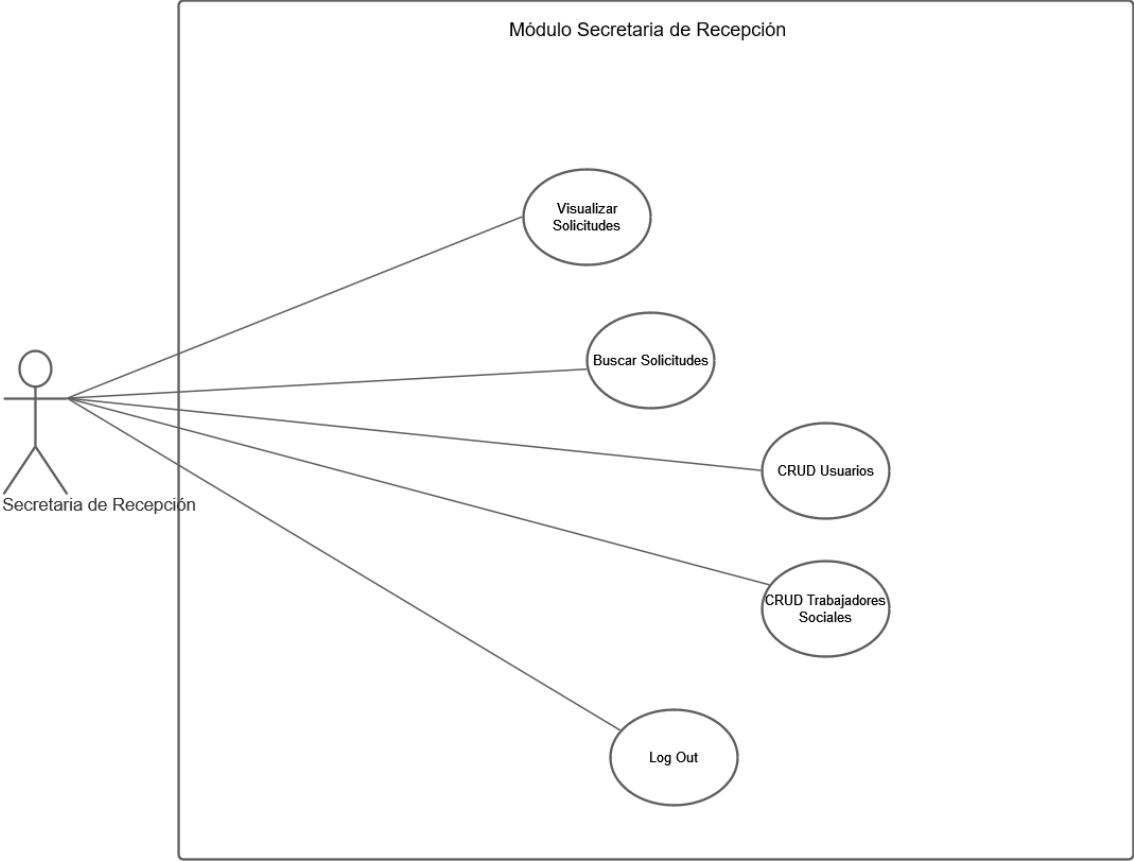 Módulo Secretaria de Recepción
Visualizar
Solicitudes
Buscar Solicitudes
CRUD Usuarios
Secretaria de Recepción
CRUD Trabajadores
Sociales
Log Out